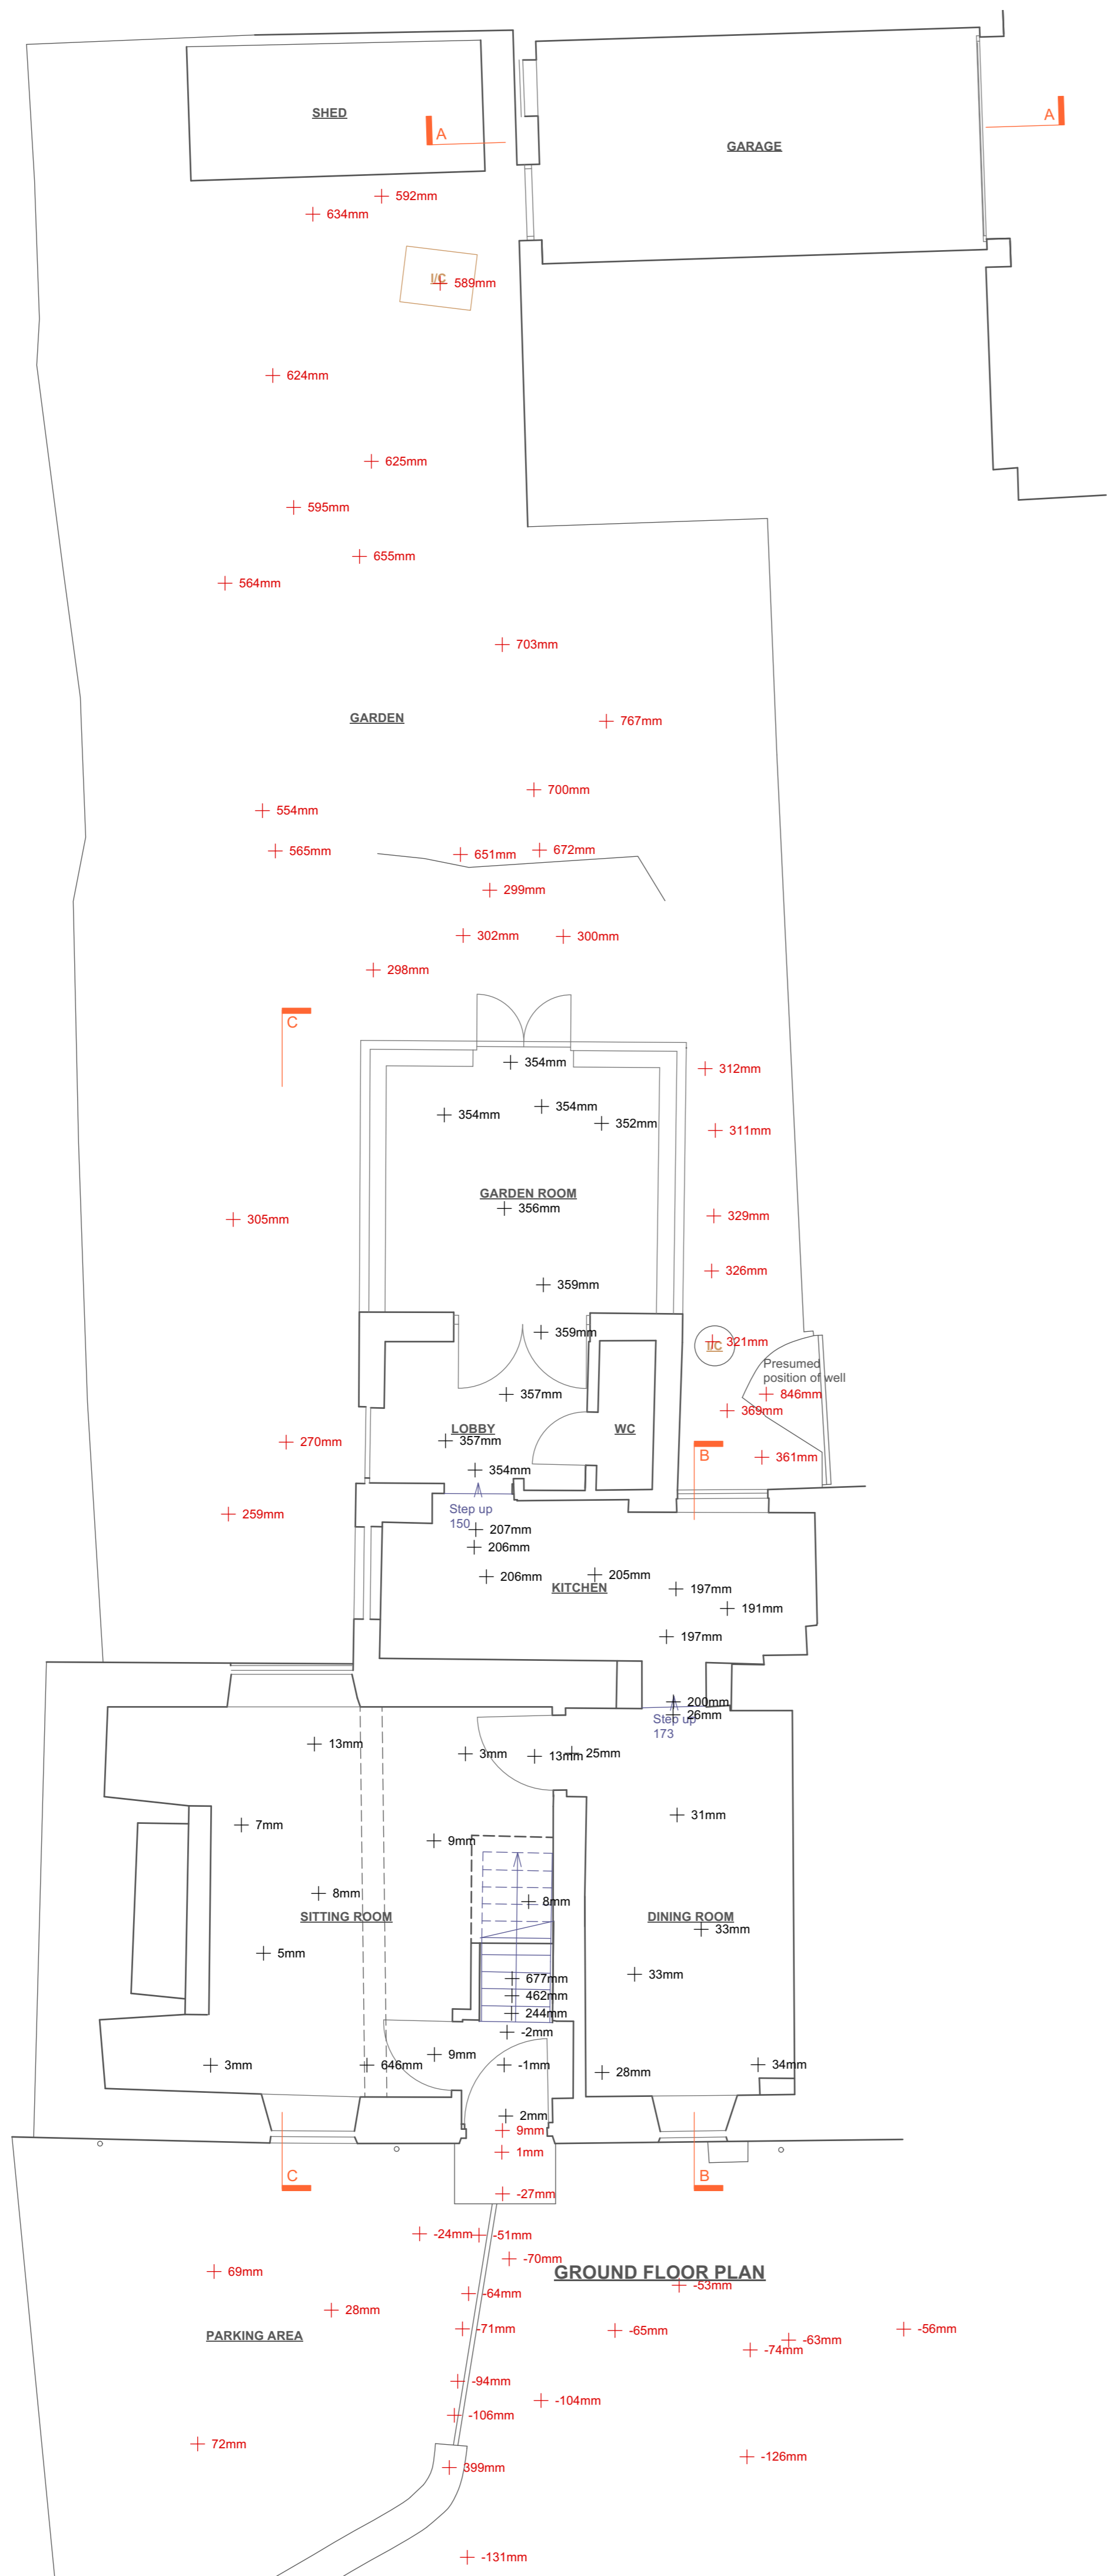 SHED
A
GARAGE
A
592mm
634mm
I/C
589mm
624mm
625mm
595mm
655mm
564mm
703mm
GARDEN
767mm
700mm
554mm
565mm
651mm
672mm
299mm
302mm
300mm
298mm
C
354mm
312mm
354mm
354mm
352mm
311mm
GARDEN ROOM
356mm
305mm
329mm
326mm
359mm
359mm
I/C
321mm
Presumed
position of well
357mm
846mm
369mm
LOBBY
WC
357mm
270mm
B
361mm
354mm
Step up
150
259mm
207mm
206mm
206mm
205mm
KITCHEN
197mm
191mm
197mm
200mm
26mm
Step up
173
13mm
3mm
13mm
25mm
31mm
7mm
9mm
8mm
8mm
SITTING ROOM
DINING ROOM
33mm
5mm
33mm
677mm
462mm
244mm
-2mm
9mm
3mm
646mm
-1mm
28mm
34mm
2mm
9mm
1mm
C
B
-27mm
-24mm
-51mm
-70mm
69mm
GROUND FLOOR PLAN
-53mm
-64mm
28mm
-71mm
-65mm
-56mm
PARKING AREA
-63mm
-74mm
-94mm
-104mm
-106mm
72mm
-126mm
399mm
-131mm